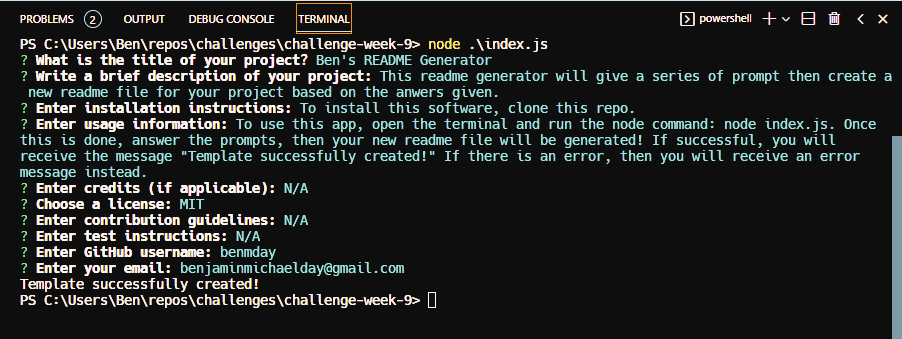 PROBLEMS 2 OUTPUT DEBUG CONSOLE TERMINAL powershell
PS C:\Users\Ben\repos\challenges\challenge-week-9> node .\index.js
? What is the title of your project? Ben's README Generator
? Write a brief description of your project: This readme generator will give a series of prompt then create a
new readme file for your project based on the anwers given.
? Enter installation instructions: To install this software, clone this repo.
? Enter usage information: To use this app, open the terminal and run the node command: node index.js. Once
this is done, answer the prompts, then your new readme file will be generated! If successful, you will
receive the message "Template successfully created!" If there is an error, then you will receive an error
message instead.
? Enter credits (if applicable): N/A
? Choose a license: MIT
? Enter contribution guidelines: N/A
? Enter test instructions: N/A
? Enter GitHub username: benmday
? Enter your email: benjaminmichaelday@gmail.com
Template successfully created!
PS C:\Users\Ben\repos\challenges\challenge-week-9>